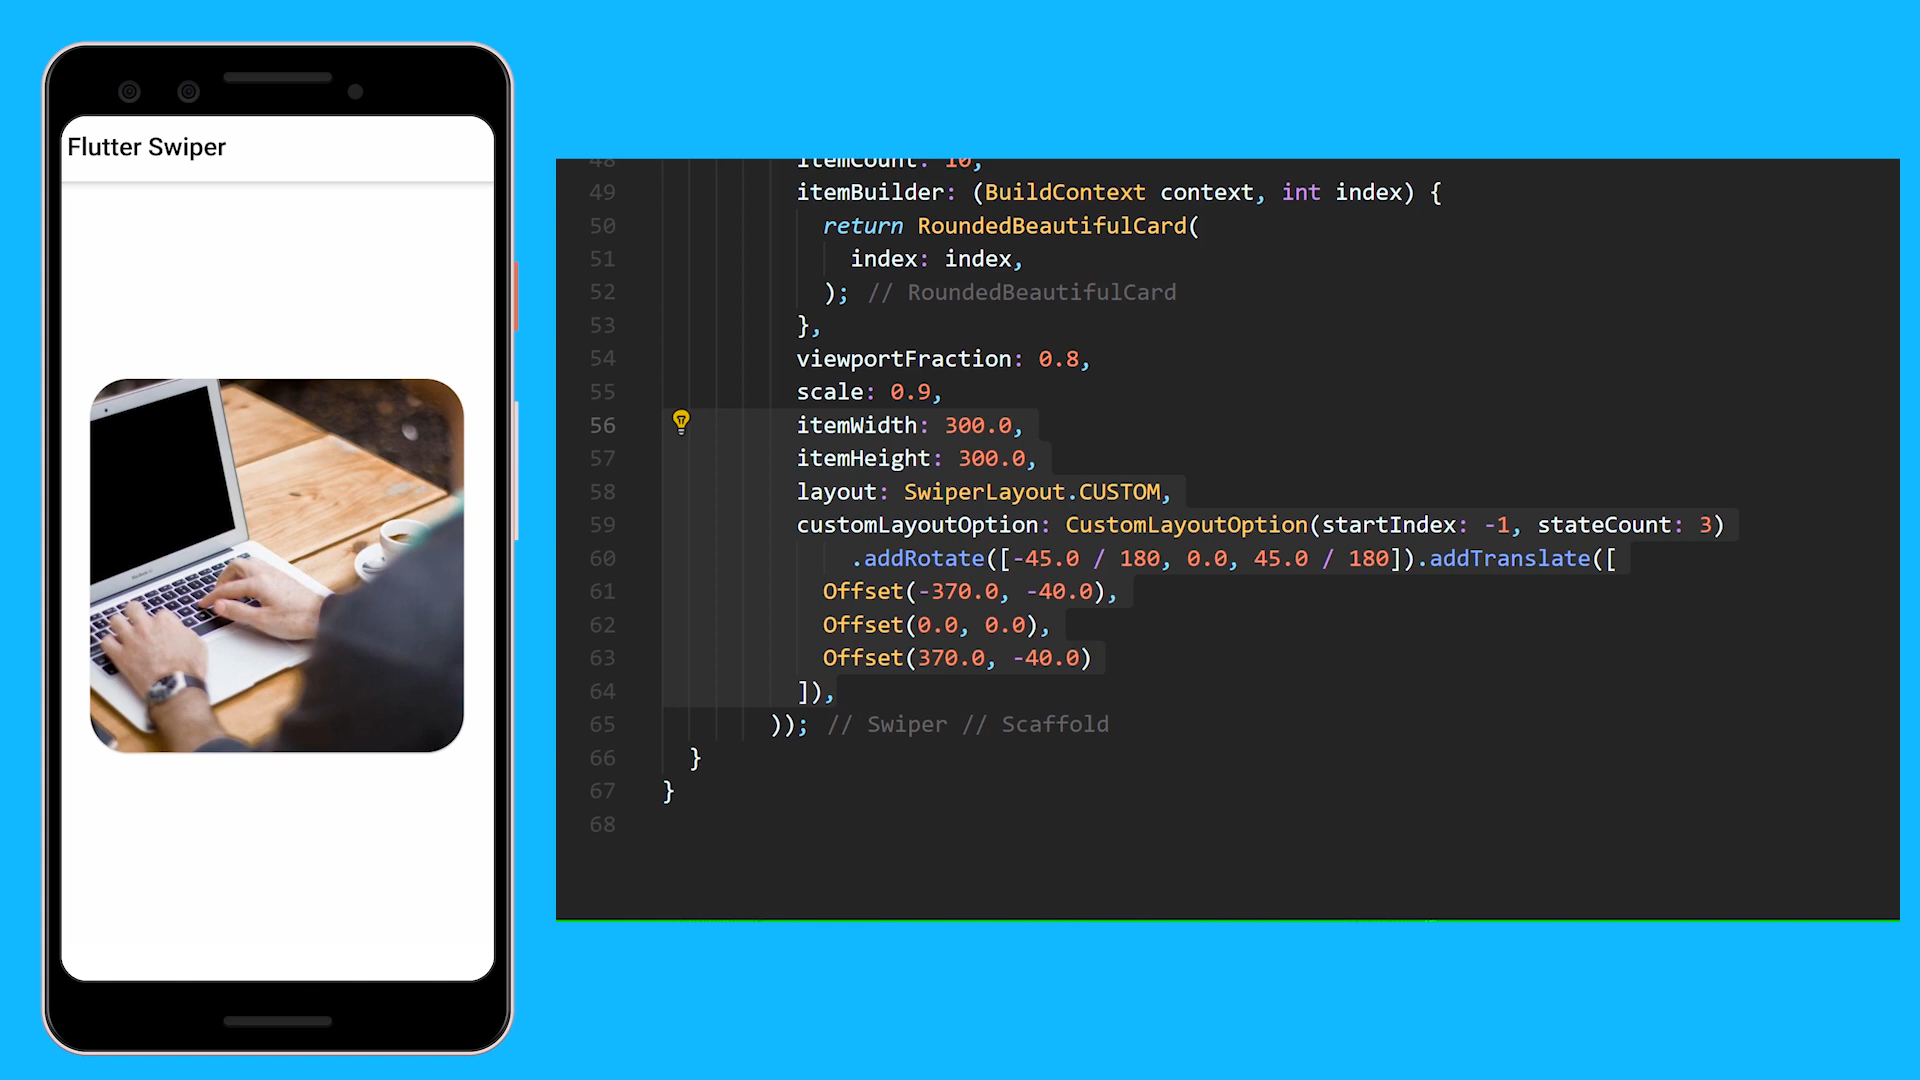 Flutter Swiper
48 itemCount: 10,
49 itemBuilder: (BuildContext context, int index) {
50 return RoundedBeautifulCard(
51 index: index,
52 ); // RoundedBeautifulCard
53 },
54 viewportFraction: 0.8,
55 scale: 0.9,
56 itemWidth: 300.0,
57 itemHeight: 300.0,
58 layout: SwiperLayout.CUSTOM,
59 customLayoutOption: CustomLayoutOption(startIndex: -1, stateCount: 3)
60 .addRotate([-45.0 / 180, 0.0, 45.0 / 180]).addTranslate([
61 Offset(-370.0, -40.0),
62 Offset(0.0, 0.0),
63 Offset(370.0, -40.0)
64 ]),
65 )); // Swiper // Scaffold
66 }
67 }
68